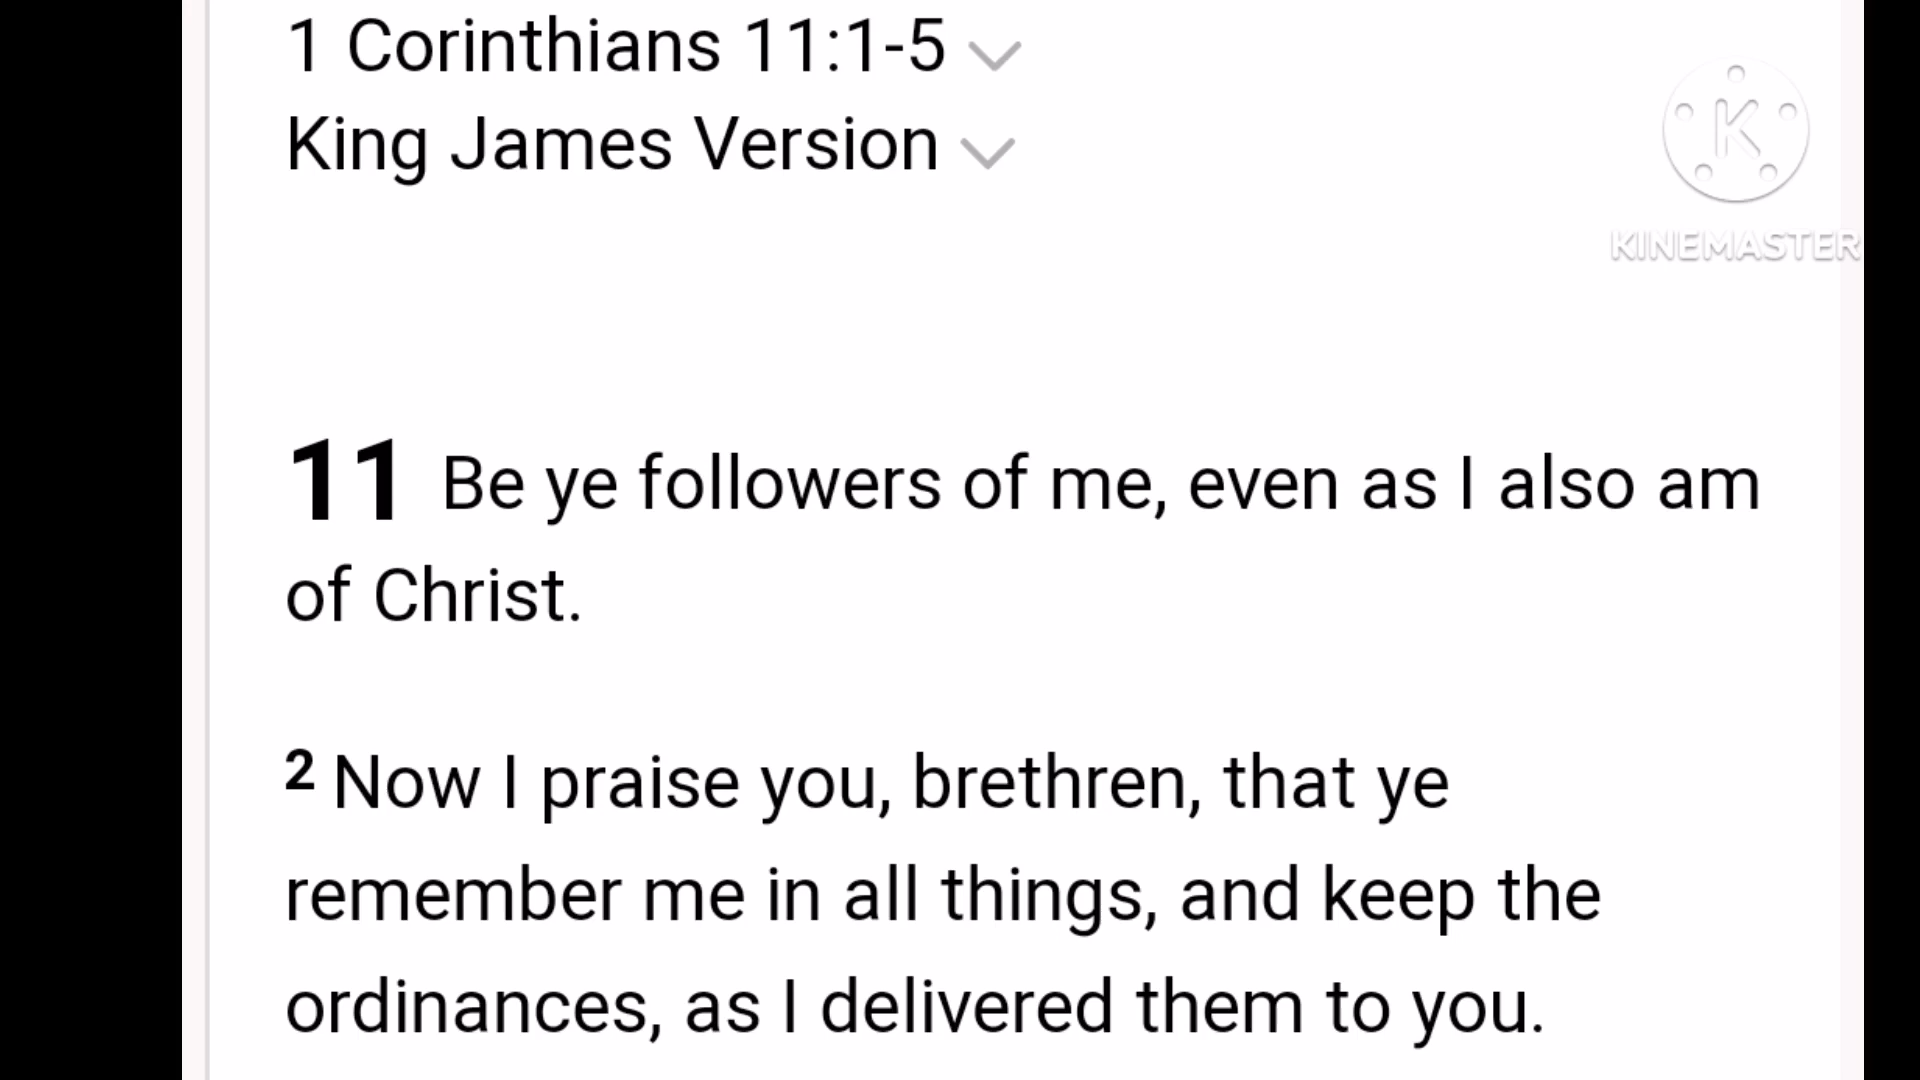 1 Corinthians 11:1-5
King James Version
K
KINEMASTER
11 Be ye followers of me, even as I also am
of Christ.
2 Now I praise you, brethren, that ye
remember me in all things, and keep the
ordinances, as I delivered them to you.